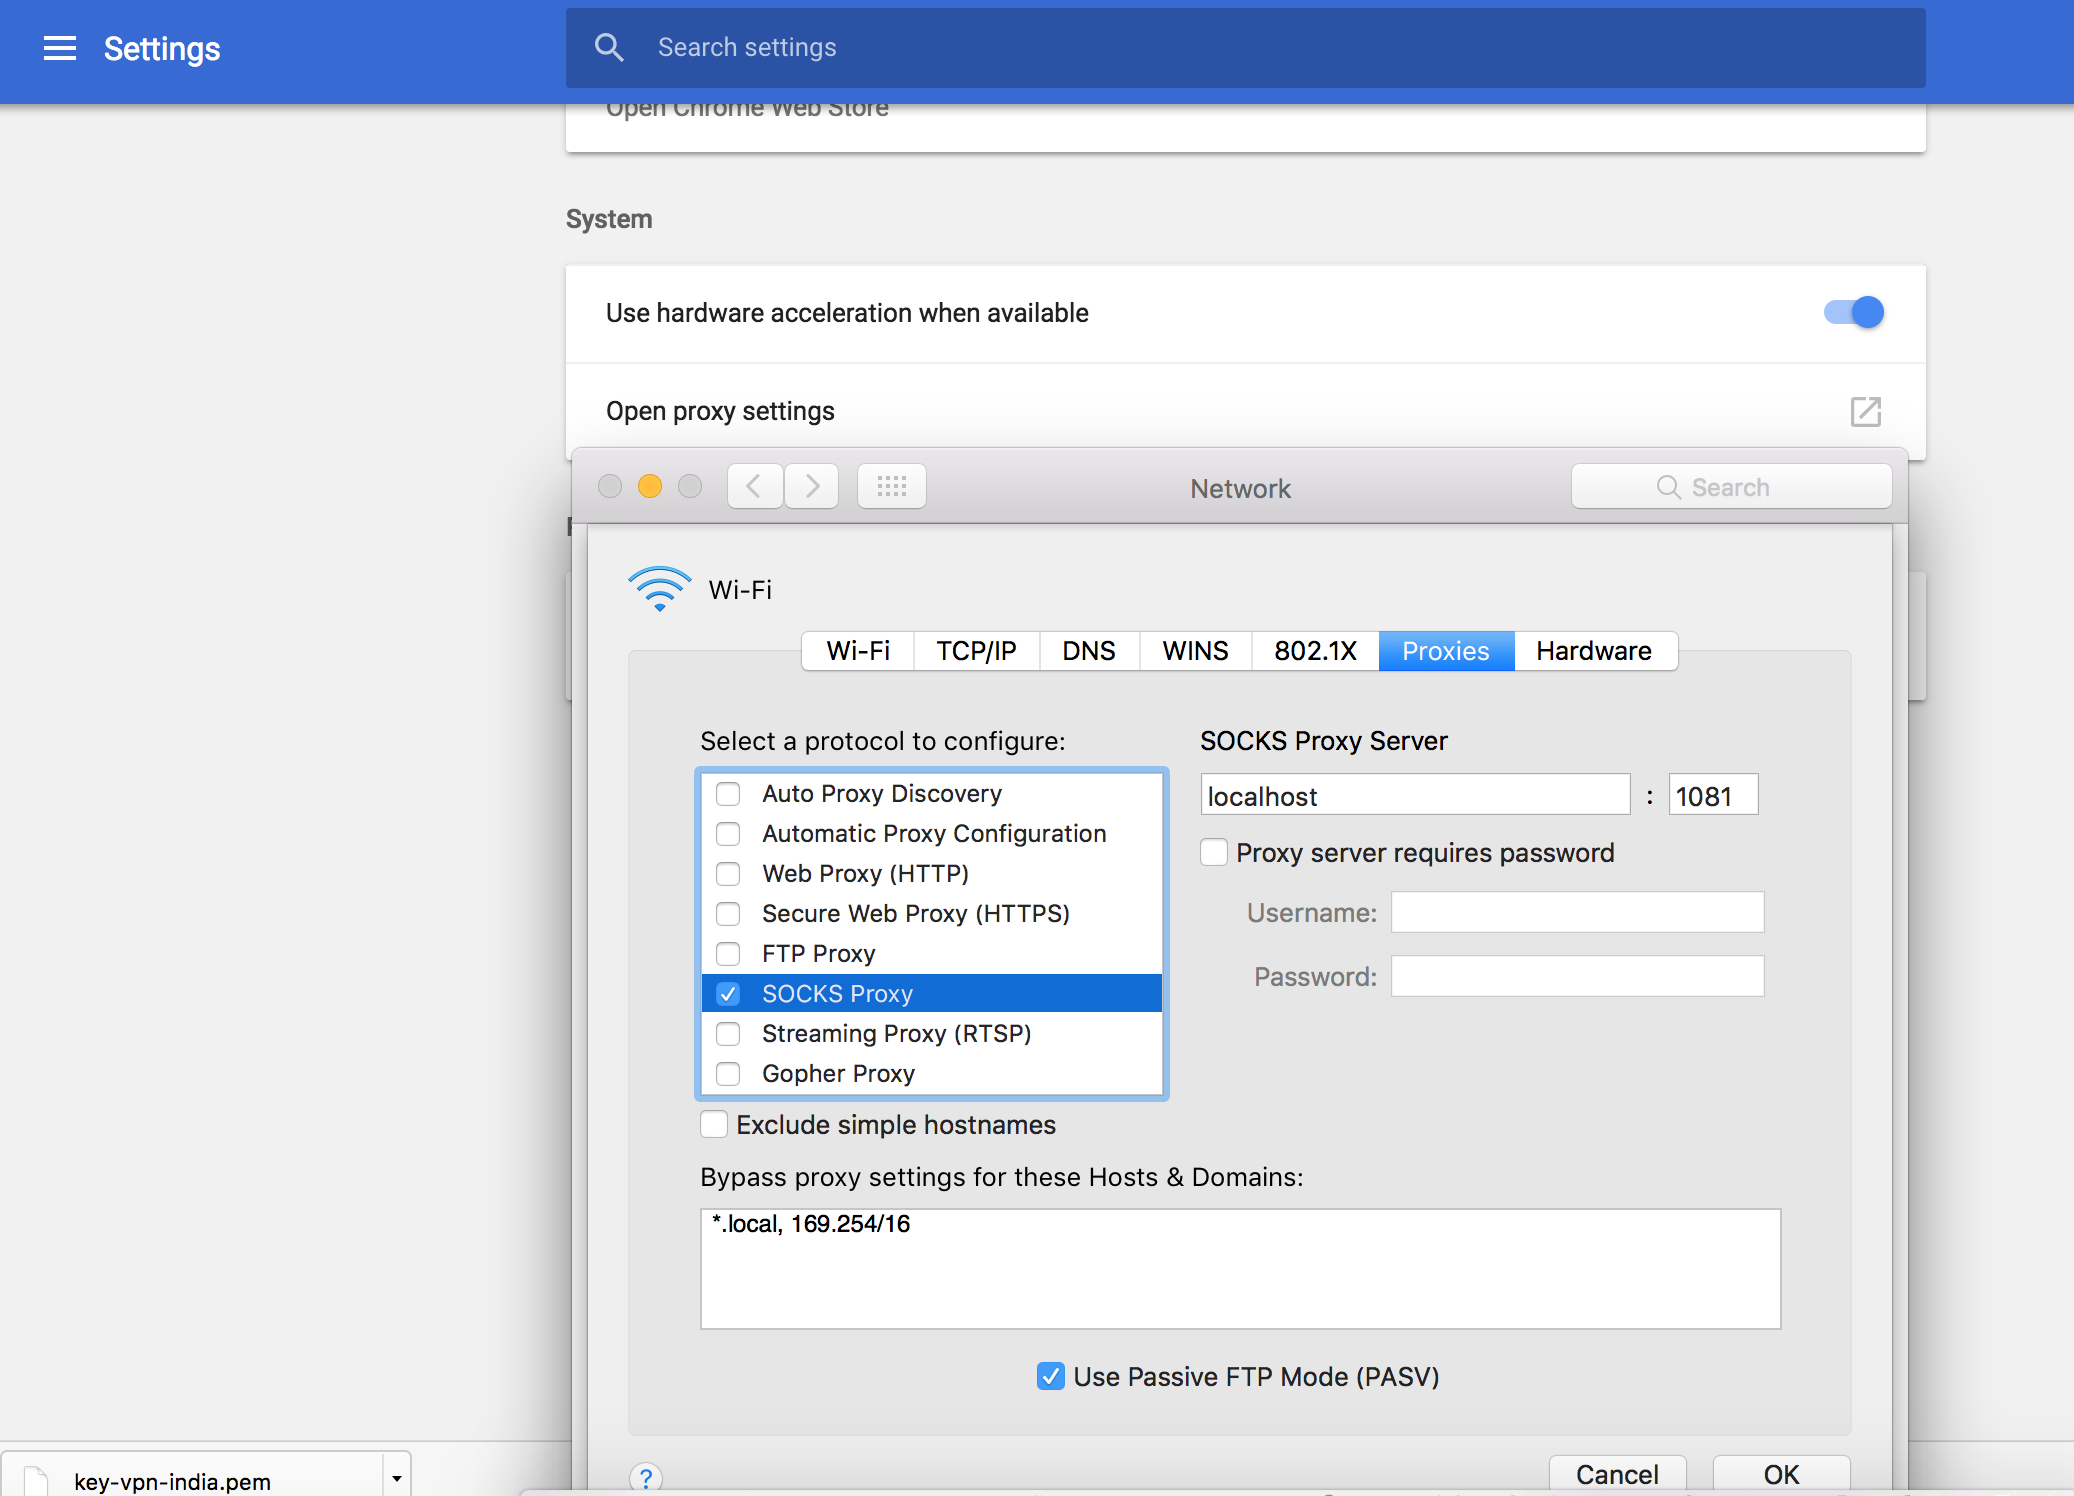 Settings
Search settings
Open Chrome Web Store
System
Use hardware acceleration when available
Open proxy settings
Network
Search
Wi-Fi
Wi-Fi TCP/IP DNS WINS 802.1X Proxies Hardware
Select a protocol to configure:
Auto Proxy Discovery
Automatic Proxy Configuration
Web Proxy (HTTP)
Secure Web Proxy (HTTPS)
FTP Proxy
SOCKS Proxy
Streaming Proxy (RTSP)
Gopher Proxy
SOCKS Proxy Server
localhost : 1081
Proxy server requires password
Username:
Password:
Exclude simple hostnames
Bypass proxy settings for these Hosts & Domains:
*.local, 169.254/16
Use Passive FTP Mode (PASV)
?
Cancel
OK
key-vpn-india.pem